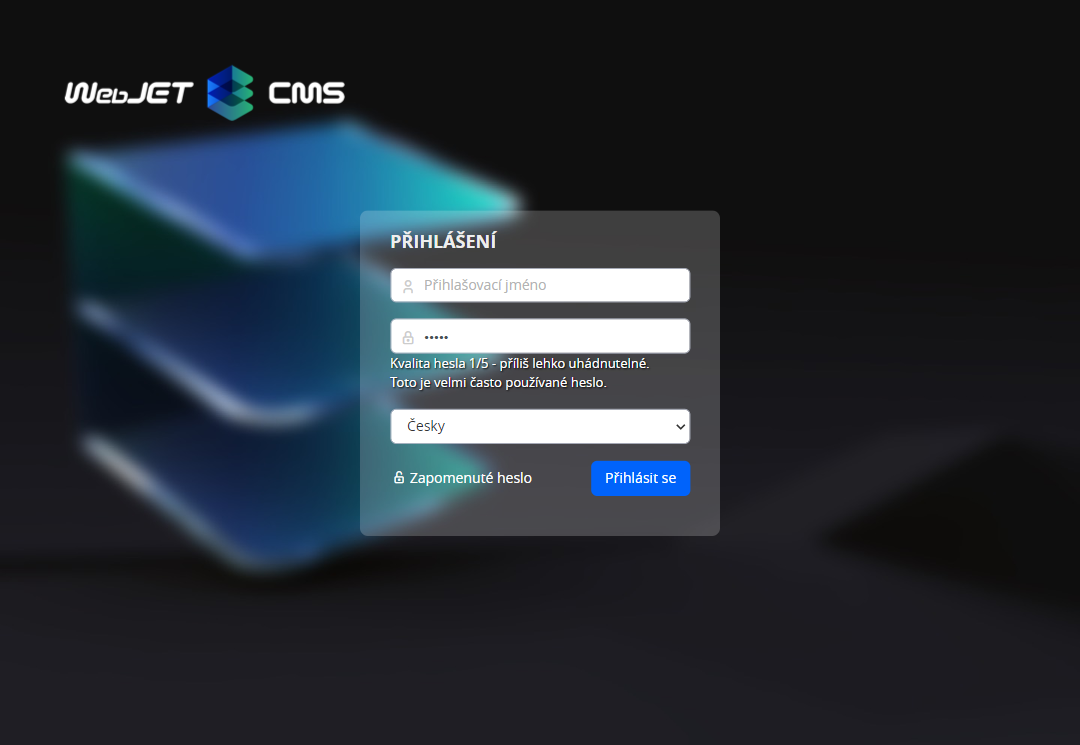 WebJET CMS
PŘIHLÁŠENÍ
Přihlašovací jméno
•••••
Kvalita hesla 1/5 - příliš lehko uhádnutelné.
Toto je velmi často používané heslo.
Česky
Zapomenuté heslo
Přihlásit se